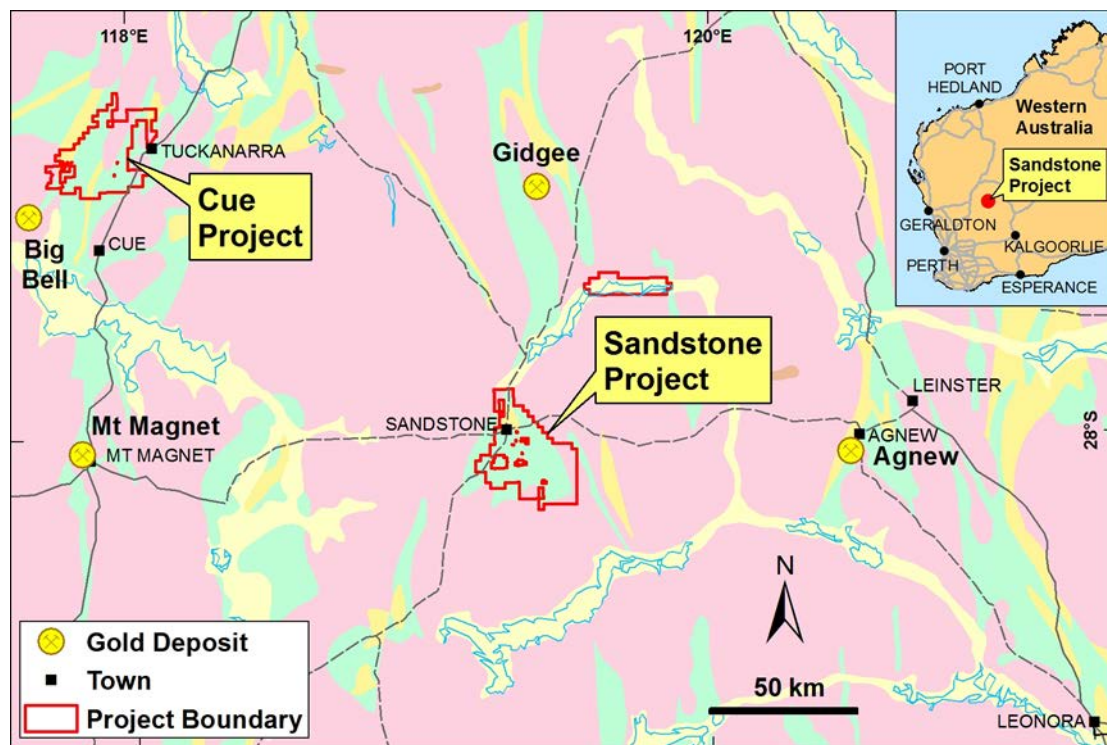 118°E
120°E
TUCKANARRA
Cue
Project
Big
Bell
CUE
Gidgee
Sandstone
Project
SANDSTONE
Mt Magnet
MT MAGNET
LEINSTER
AGNEW
Agnew
28°S
LEONORA
N
50 km
Gold Deposit
Town
Project Boundary
PORT
HEDLAND
Western
Australia
Sandstone
Project
GERALDTON
KALGOORLIE
PERTH
ESPERANCE